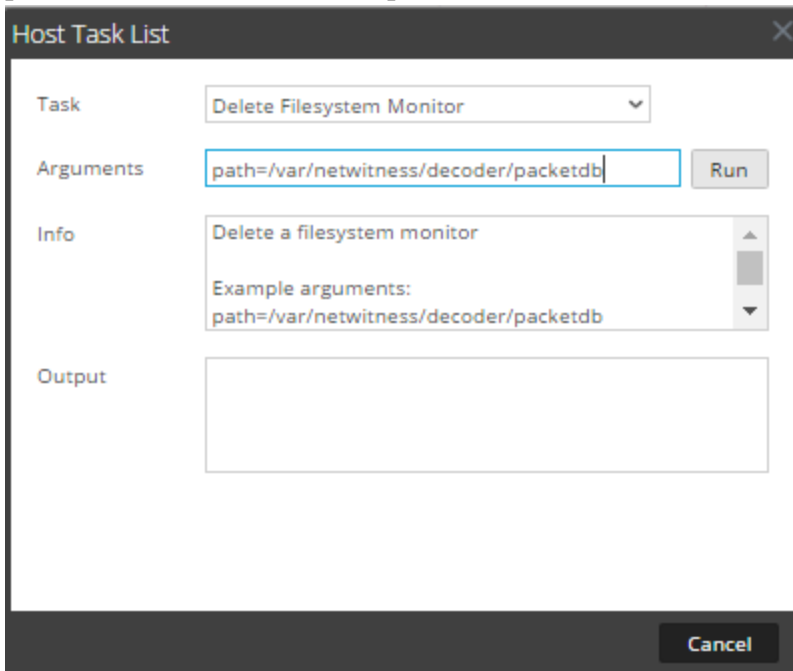 Host Task List
Task
Delete Filesystem Monitor
Arguments
path=/var/netwitness/decoder/packetdb
Run
Info
Delete a filesystem monitor
Example arguments:
path=/var/netwitness/decoder/packetdb
Output
Cancel